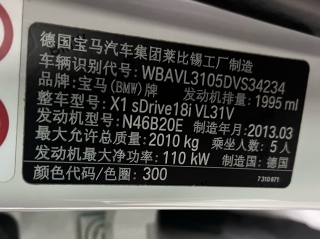 德国宝马汽车集团莱比锡工厂制造
车辆识别代号: WBAVL3105DVS34234
品牌: 宝马(BMW)牌 发动机排量: 1995 ml
整车型号: X1 sDrive18i VL31V
发动机型号: N46B20E 制造年月: 2013.03
最大允许总质量: 2010 kg 乘坐人数: 5人
发动机最大净功率: 110 kW 制造国: 德国
颜色代码/色圈: 300
7310671